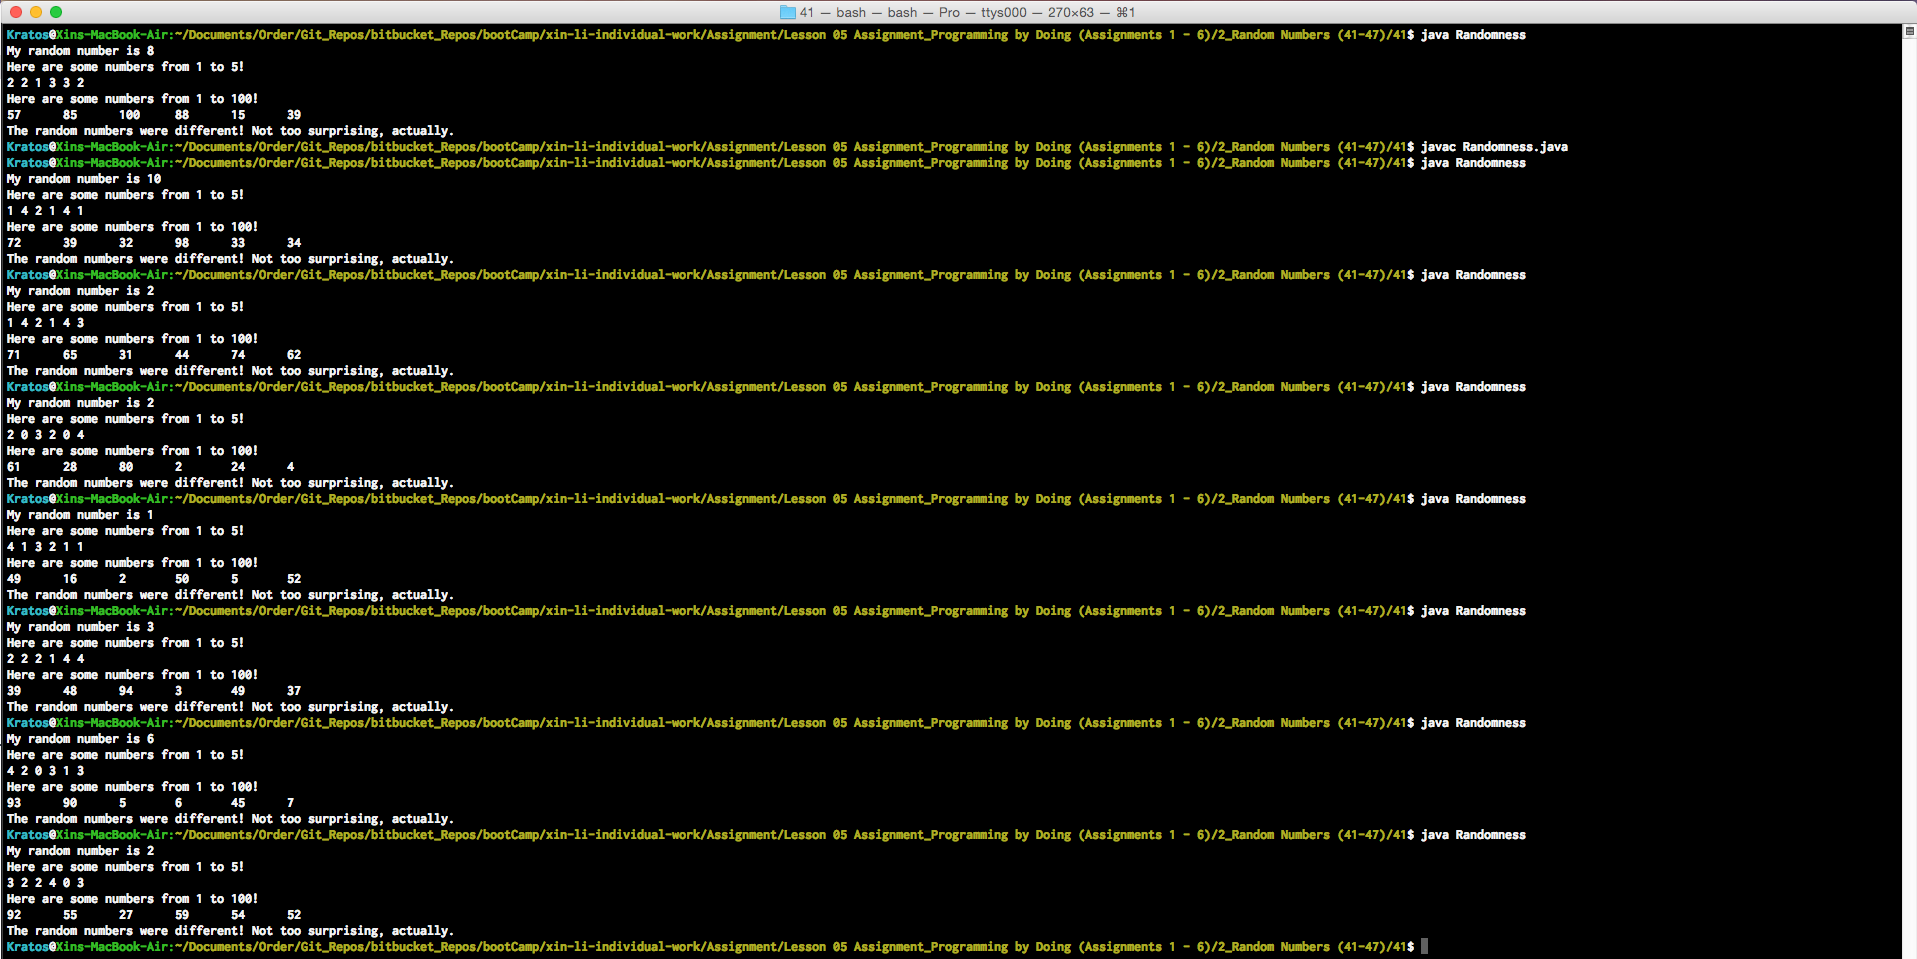 41 — bash — bash — Pro — ttys000 — 270×63 — ⌘1
Kratos@Xins-MacBook-Air:~/Documents/Order/Git_Repos/bitbucket_Repos/bootCamp/xin-li-individual-work/Assignment/Lesson 05 Assignment_Programming by Doing (Assignments 1 - 6)/2_Random Numbers (41-47)/41$ java Randomness
My random number is 8
Here are some numbers from 1 to 5!
2 2 1 3 3 2
Here are some numbers from 1 to 100!
57 85 100 88 15 39
The random numbers were different! Not too surprising, actually.
Kratos@Xins-MacBook-Air:~/Documents/Order/Git_Repos/bitbucket_Repos/bootCamp/xin-li-individual-work/Assignment/Lesson 05 Assignment_Programming by Doing (Assignments 1 - 6)/2_Random Numbers (41-47)/41$ javac Randomness.java
Kratos@Xins-MacBook-Air:~/Documents/Order/Git_Repos/bitbucket_Repos/bootCamp/xin-li-individual-work/Assignment/Lesson 05 Assignment_Programming by Doing (Assignments 1 - 6)/2_Random Numbers (41-47)/41$ java Randomness
My random number is 10
Here are some numbers from 1 to 5!
1 4 2 1 4 1
Here are some numbers from 1 to 100!
72 39 32 98 33 34
The random numbers were different! Not too surprising, actually.
Kratos@Xins-MacBook-Air:~/Documents/Order/Git_Repos/bitbucket_Repos/bootCamp/xin-li-individual-work/Assignment/Lesson 05 Assignment_Programming by Doing (Assignments 1 - 6)/2_Random Numbers (41-47)/41$ java Randomness
My random number is 2
Here are some numbers from 1 to 5!
1 4 2 1 4 3
Here are some numbers from 1 to 100!
71 65 31 44 74 62
The random numbers were different! Not too surprising, actually.
Kratos@Xins-MacBook-Air:~/Documents/Order/Git_Repos/bitbucket_Repos/bootCamp/xin-li-individual-work/Assignment/Lesson 05 Assignment_Programming by Doing (Assignments 1 - 6)/2_Random Numbers (41-47)/41$ java Randomness
My random number is 2
Here are some numbers from 1 to 5!
2 0 3 2 0 4
Here are some numbers from 1 to 100!
61 28 80 2 24 4
The random numbers were different! Not too surprising, actually.
Kratos@Xins-MacBook-Air:~/Documents/Order/Git_Repos/bitbucket_Repos/bootCamp/xin-li-individual-work/Assignment/Lesson 05 Assignment_Programming by Doing (Assignments 1 - 6)/2_Random Numbers (41-47)/41$ java Randomness
My random number is 1
Here are some numbers from 1 to 5!
4 1 3 2 1 1
Here are some numbers from 1 to 100!
49 16 2 50 5 52
The random numbers were different! Not too surprising, actually.
Kratos@Xins-MacBook-Air:~/Documents/Order/Git_Repos/bitbucket_Repos/bootCamp/xin-li-individual-work/Assignment/Lesson 05 Assignment_Programming by Doing (Assignments 1 - 6)/2_Random Numbers (41-47)/41$ java Randomness
My random number is 3
Here are some numbers from 1 to 5!
2 2 2 1 4 4
Here are some numbers from 1 to 100!
39 48 94 3 49 37
The random numbers were different! Not too surprising, actually.
Kratos@Xins-MacBook-Air:~/Documents/Order/Git_Repos/bitbucket_Repos/bootCamp/xin-li-individual-work/Assignment/Lesson 05 Assignment_Programming by Doing (Assignments 1 - 6)/2_Random Numbers (41-47)/41$ java Randomness
My random number is 6
Here are some numbers from 1 to 5!
4 2 0 3 1 3
Here are some numbers from 1 to 100!
93 90 5 6 45 7
The random numbers were different! Not too surprising, actually.
Kratos@Xins-MacBook-Air:~/Documents/Order/Git_Repos/bitbucket_Repos/bootCamp/xin-li-individual-work/Assignment/Lesson 05 Assignment_Programming by Doing (Assignments 1 - 6)/2_Random Numbers (41-47)/41$ java Randomness
My random number is 2
Here are some numbers from 1 to 5!
3 2 2 4 0 3
Here are some numbers from 1 to 100!
92 55 27 59 54 52
The random numbers were different! Not too surprising, actually.
Kratos@Xins-MacBook-Air:~/Documents/Order/Git_Repos/bitbucket_Repos/bootCamp/xin-li-individual-work/Assignment/Lesson 05 Assignment_Programming by Doing (Assignments 1 - 6)/2_Random Numbers (41-47)/41$